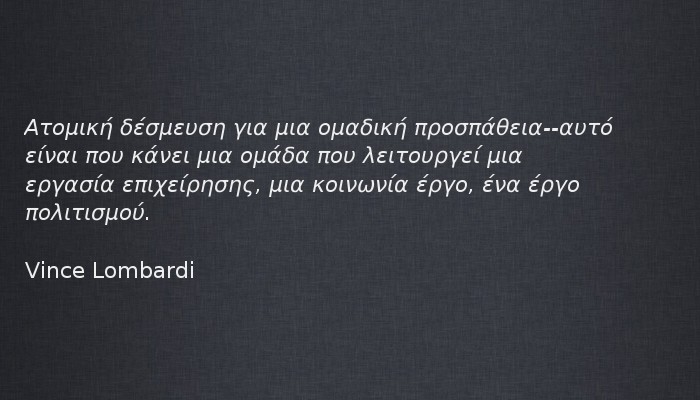 Ατομική δέσμευση για μια ομαδική προσπάθεια--αυτό
είναι που κάνει μια ομάδα που λειτουργεί μια
εργασία επιχείρησης, μια κοινωνία έργο, ένα έργο
πολιτισμού.
Vince Lombardi